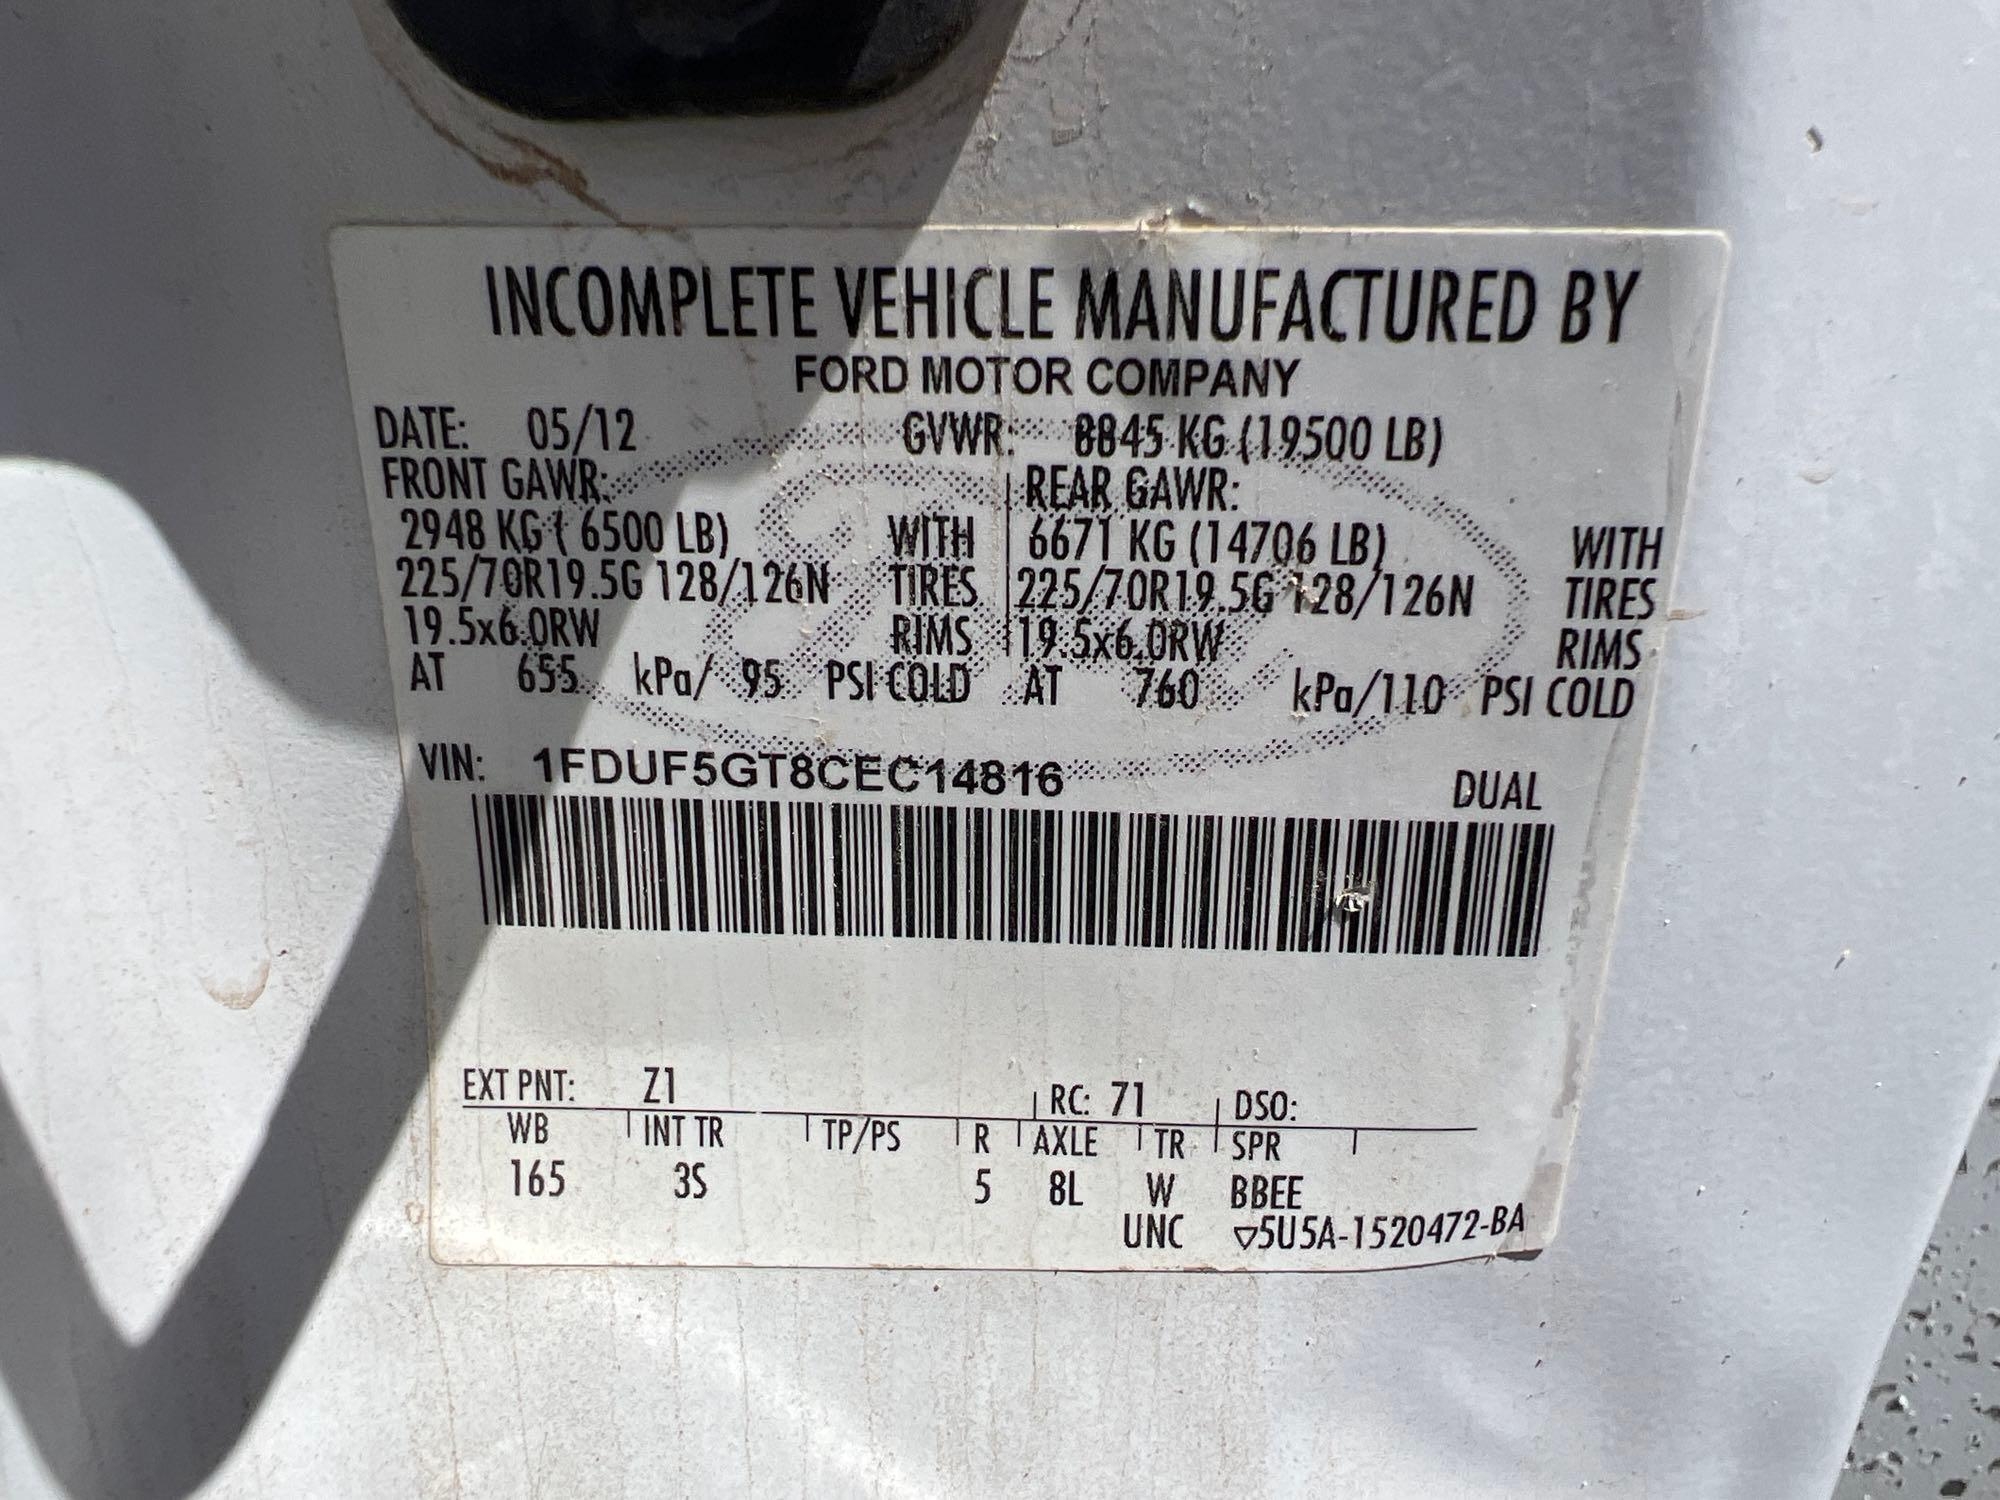 INCOMPLETE VEHICLE MANUFACTURED BY
FORD MOTOR COMPANY
DATE: 05/12 GVWR: 8845 KG (19500 LB)
FRONT GAWR: REAR GAWR:
2948 KG ( 6500 LB) WITH 6671 KG (14706 LB) WITH
225/70R19.5G 128/126N TIRES 225/70R19.5G 128/126N TIRES
19.5x6.0RW RIMS 19.5x6.0RW RIMS
AT 655 kPa/ 95 PSI COLD AT 760 kPa/110 PSI COLD
VIN: 1FDUF5GT8CEC14816
DUAL
EXT PNT: Z1 RC: 71 DSO:
WB INT TR TP/PS R AXLE TR SPR
165 3S 5 8L W BBEE
UNC ▽5U5A-1520472-BA